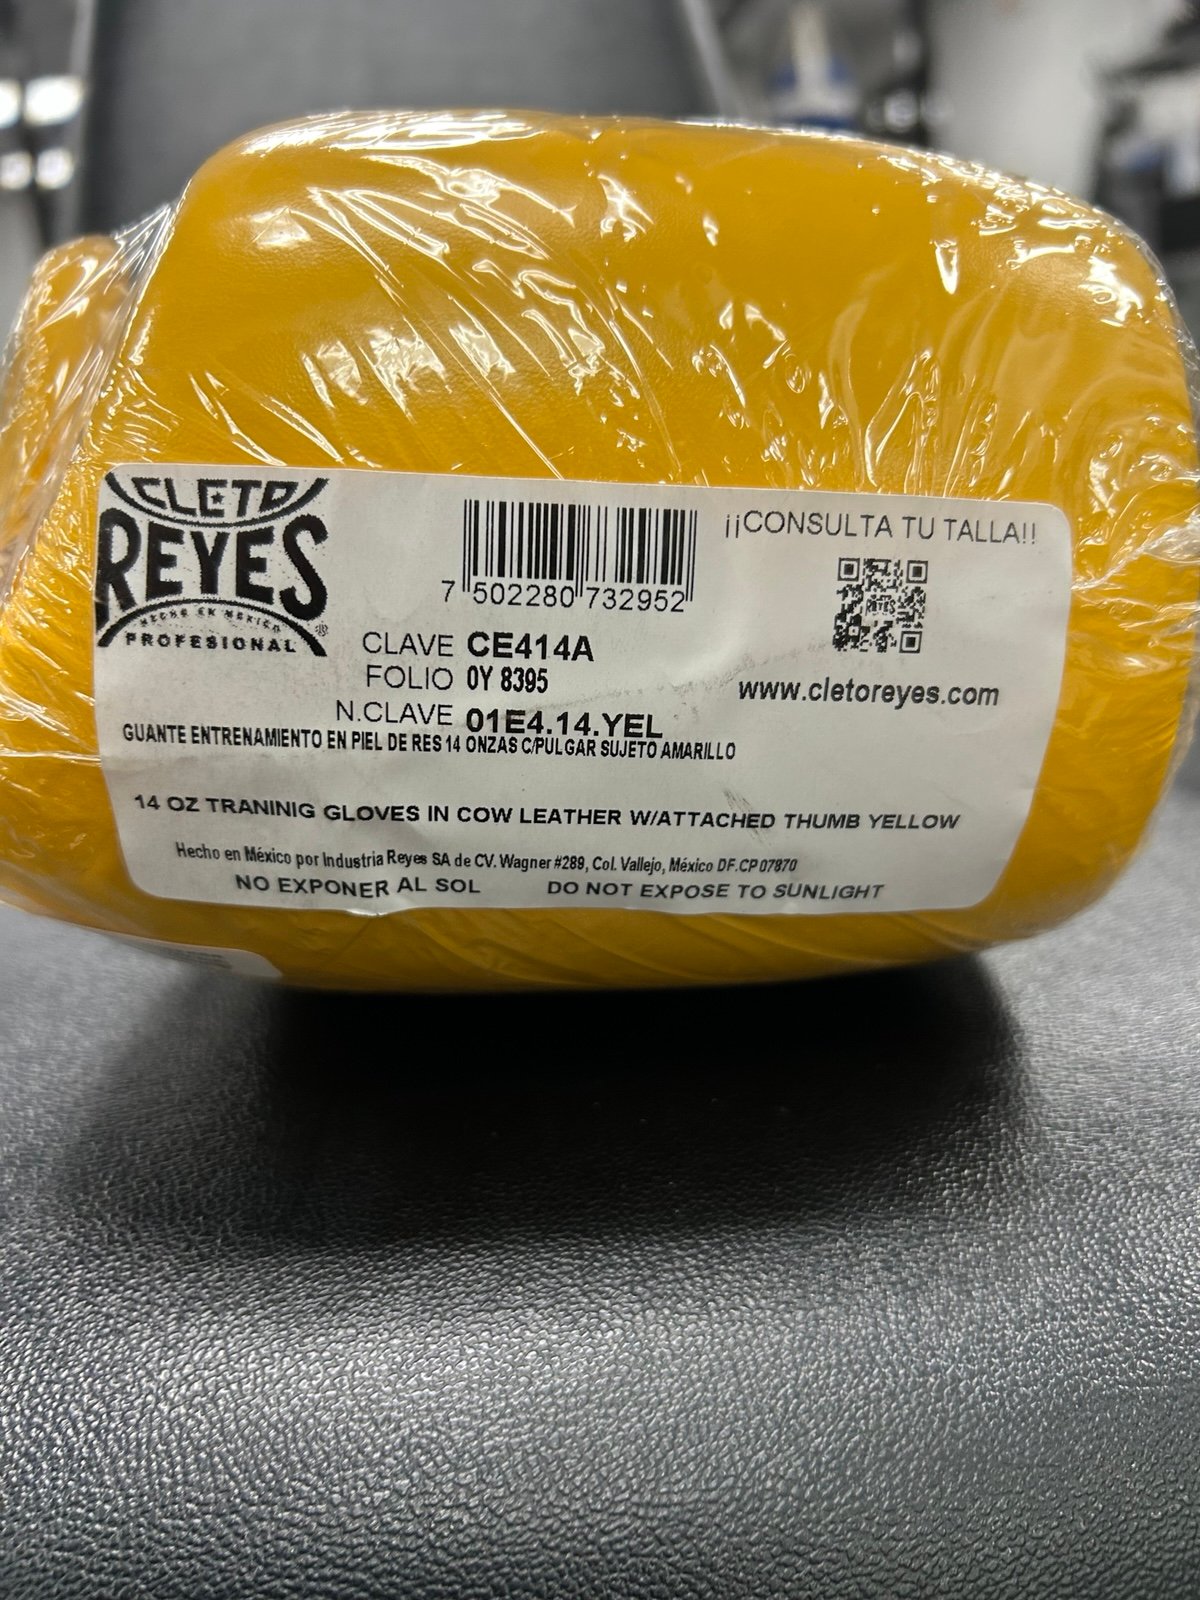 CLETO
REYES
HECHO EN MEXICO
PROFESIONAL
®
7 502280 732952
¡¡CONSULTA TU TALLA!!
REYES
www.cletoreyes.com
CLAVE CE414A
FOLIO 0Y 8395
N.CLAVE 01E4.14.YEL
GUANTE ENTRENAMIENTO EN PIEL DE RES 14 ONZAS C/PULGAR SUJETO AMARILLO
14 OZ TRANINIG GLOVES IN COW LEATHER W/ATTACHED THUMB YELLOW
Hecho en México por Industria Reyes SA de CV. Wagner #289, Col. Vallejo, México DF.CP 07870
NO EXPONER AL SOL DO NOT EXPOSE TO SUNLIGHT